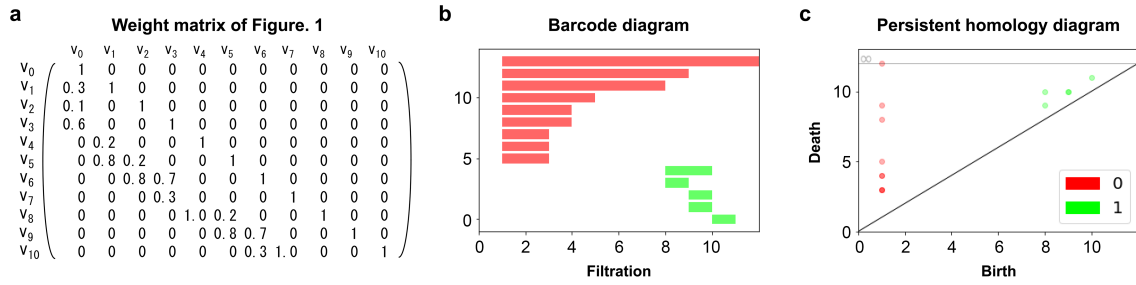 a
Weight matrix of Figure. 1
v0 v1 v2 v3 v4 v5 v6 v7 v8 v9 v10
v0 1 0 0 0 0 0 0 0 0 0 0
v1 0.3 1 0 0 0 0 0 0 0 0 0
v2 0.1 0 1 0 0 0 0 0 0 0 0
v3 0.6 0 0 1 0 0 0 0 0 0 0
v4 0 0.2 0 0 1 0 0 0 0 0 0
v5 0 0.8 0.2 0 0 1 0 0 0 0 0
v6 0 0 0.8 0.7 0 0 1 0 0 0 0
v7 0 0 0 0.3 0 0 0 1 0 0 0
v8 0 0 0 0 1.0 0.2 0 0 1 0 0
v9 0 0 0 0 0 0.8 0.7 0 0 1 0
v10 0 0 0 0 0 0 0.3 1.0 0 0 1
b
Barcode diagram
10
5
0
0 2 4 6 8 10
Filtration
c
Persistent homology diagram
∞
10
5
0
Death
0 2 4 6 8 10
Birth
0
1